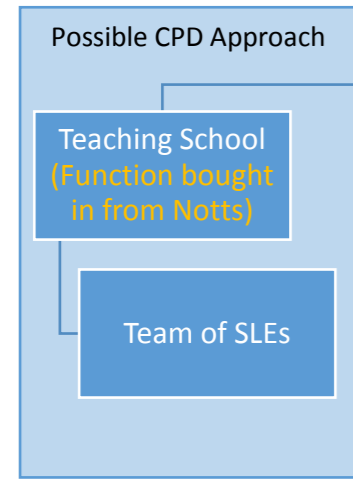 Possible CPD Approach
Teaching School
(Function bought
in from Notts)
Team of SLEs